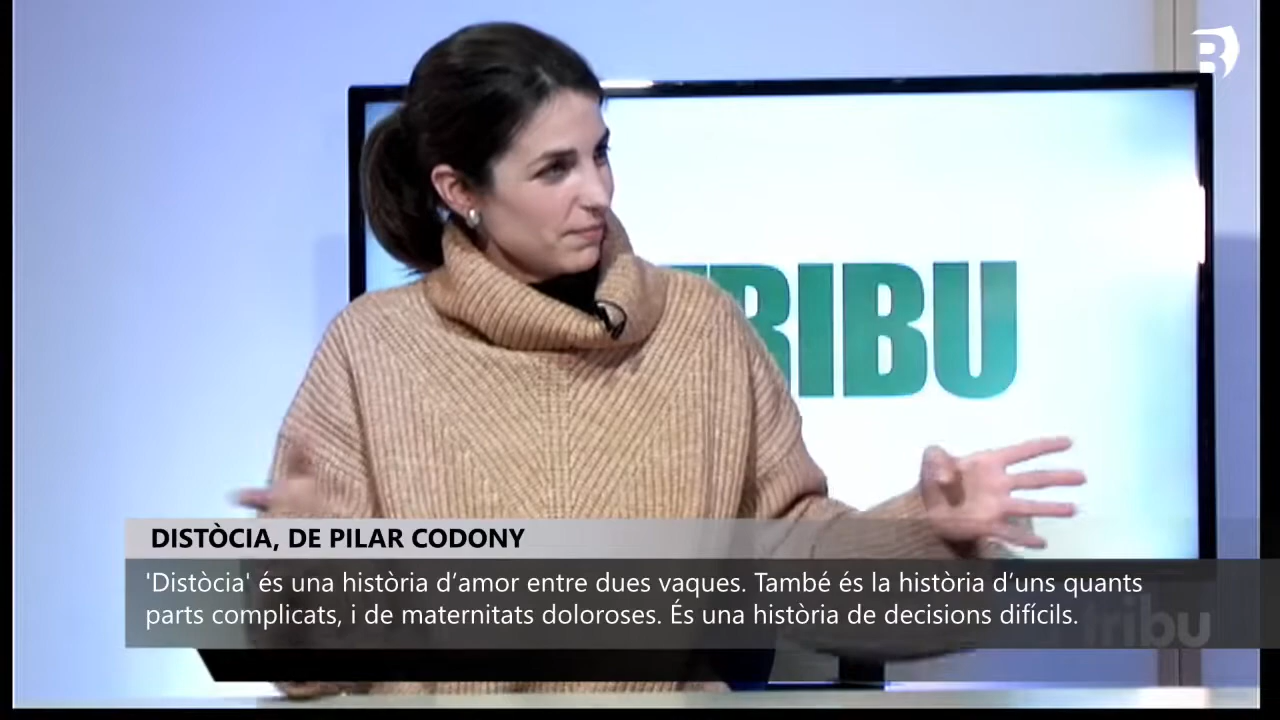 B
TRIBU
DISTÒCIA, DE PILAR CODONY
'Distòcia' és una història d’amor entre dues vaques. També és la història d’uns quants
parts complicats, i de maternitats doloroses. És una història de decisions difícils.
tribu